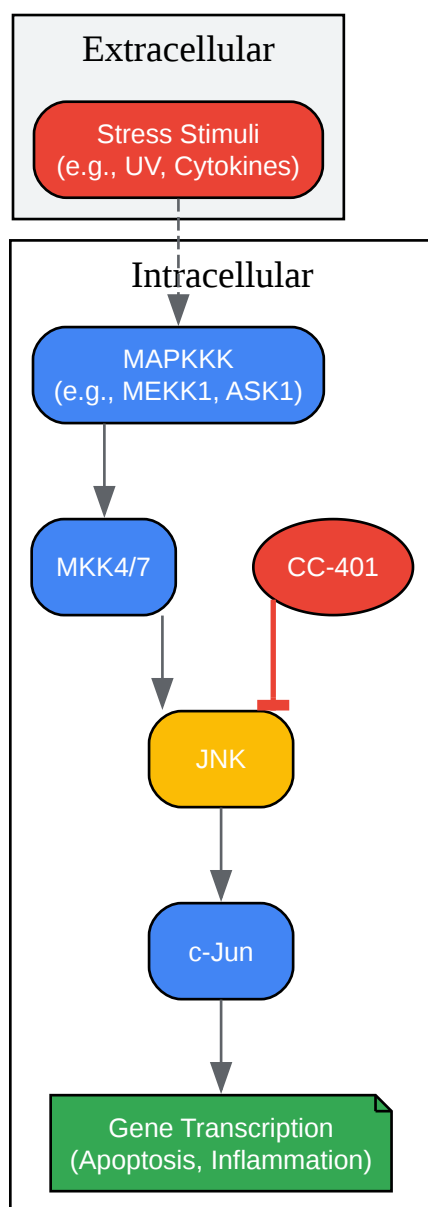 Extracellular
Stress Stimuli
(e.g., UV, Cytokines)
Intracellular
MAPKKK
(e.g., MEKK1, ASK1)
MKK4/7
CC-401
JNK
c-Jun
Gene Transcription
(Apoptosis, Inflammation)